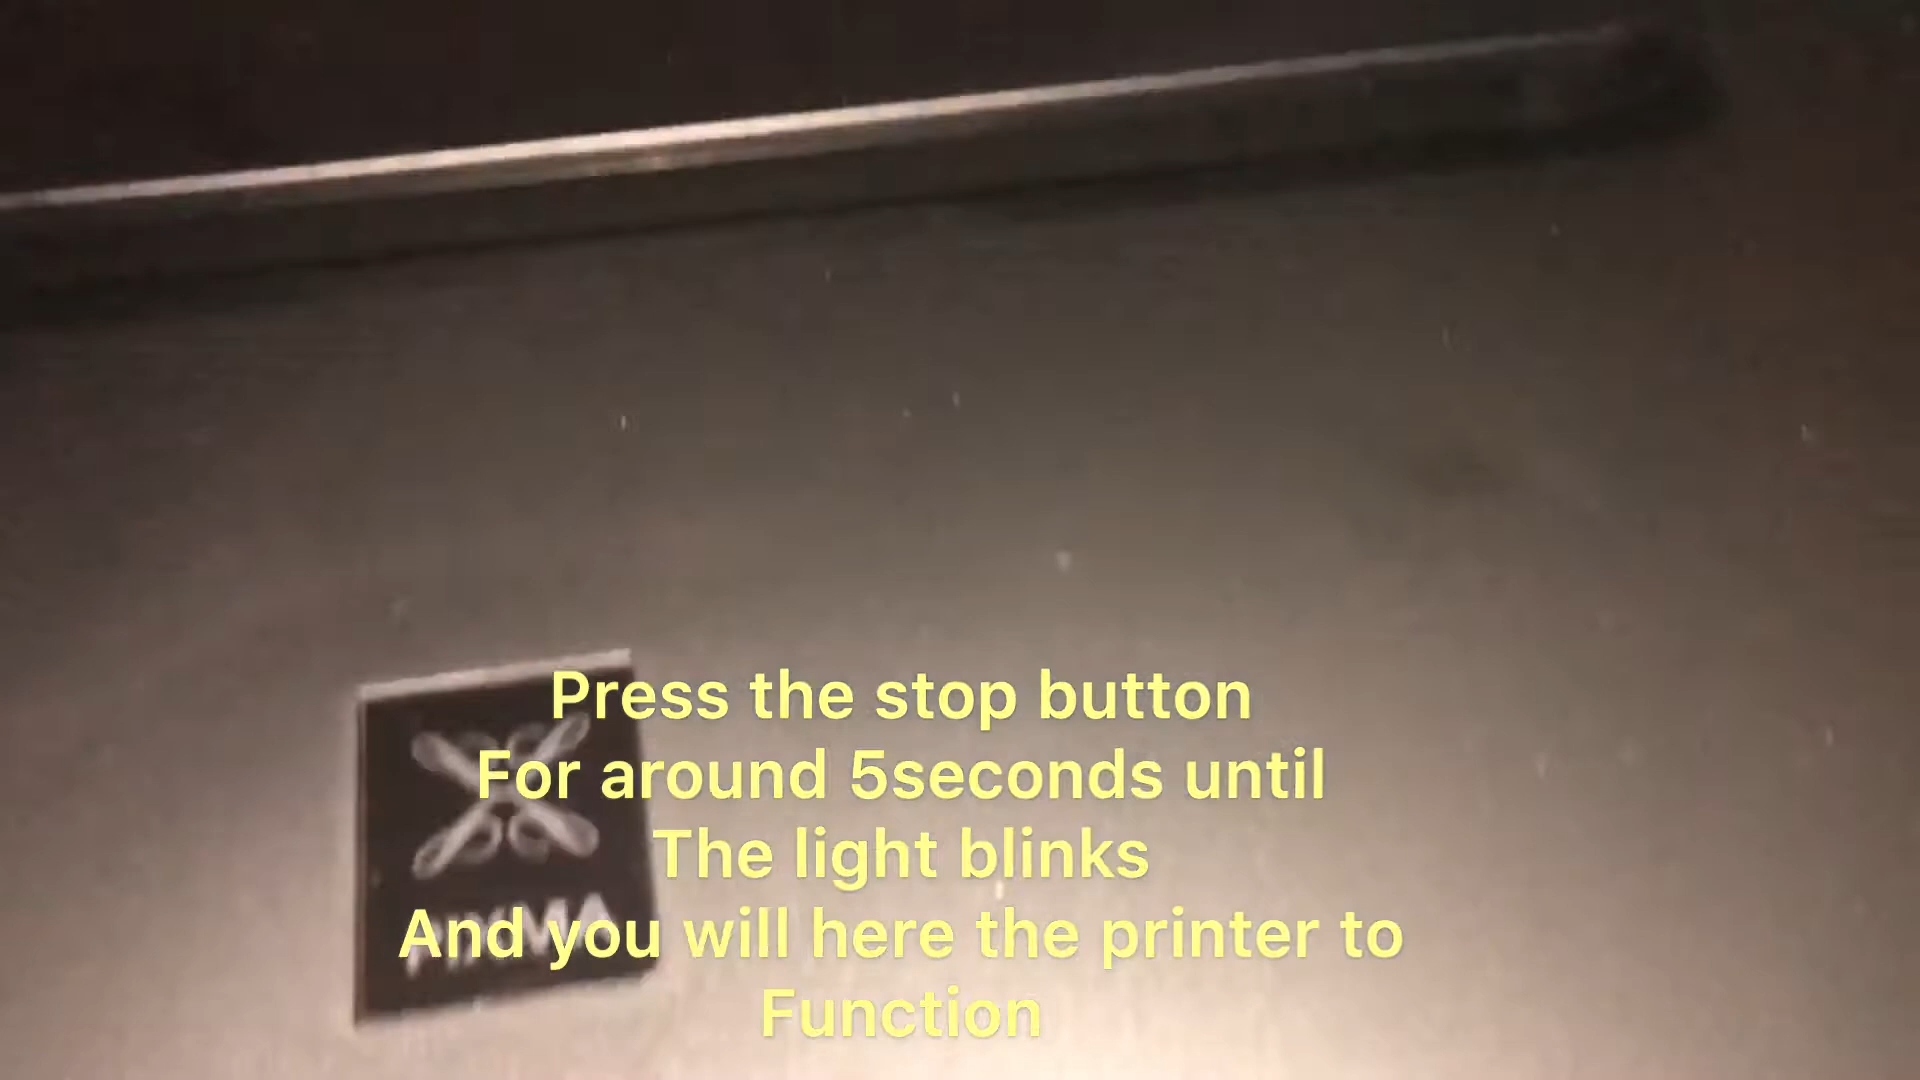 Press the stop button
For around 5seconds until
The light blinks
And you will here the printer to
Function